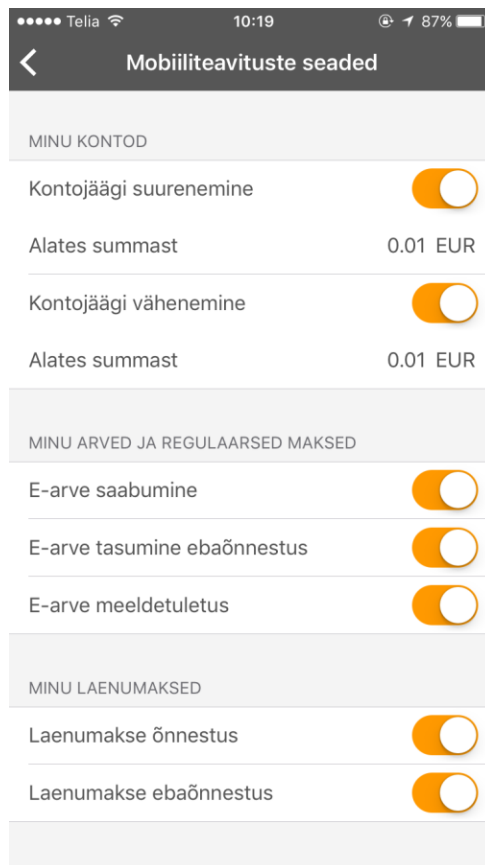 Telia 10:19 87%
Mobiiliteavituste seaded
MINU KONTOD
Kontojäägi suurenemine
Alates summast 0.01 EUR
Kontojäägi vähenemine
Alates summast 0.01 EUR
MINU ARVED JA REGULAARSED MAKSED
E-arve saabumine
E-arve tasumine ebaõnnestus
E-arve meeldetuletus
MINU LAENUMAKSED
Laenumakse õnnestus
Laenumakse ebaõnnestus